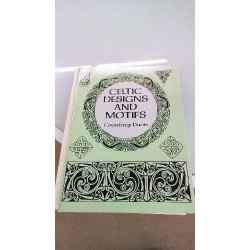 CELTIC
DESIGNS
AND
MOTIFS
Courtney Davis